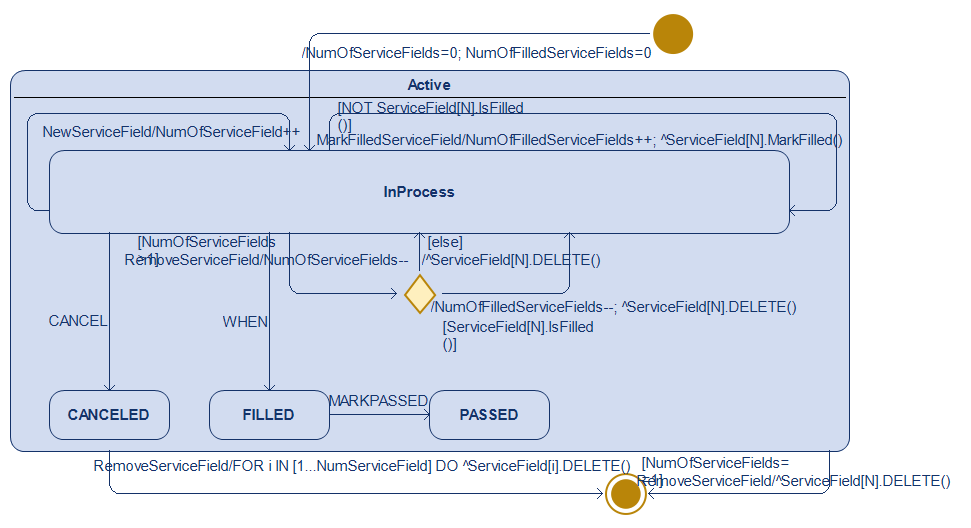 /NumOfServiceFields=0; NumOfFilledServiceFields=0
Active
[NOT ServiceField[N].IsFilled
()]
NewServiceField/NumOfServiceField++
MarkFilledServiceField/NumOfFilledServiceFields++; ^ServiceField[N].MarkFilled()
InProcess
[NumOfServiceFields
>1]
RemoveServiceField/NumOfServiceFields--
[else]
/^ServiceField[N].DELETE()
/NumOfFilledServiceFields--; ^ServiceField[N].DELETE()
[ServiceField[N].IsFilled
()]
CANCEL
WHEN
CANCELED
FILLED
MARKPASSED
PASSED
RemoveServiceField/FOR i IN [1...NumServiceField] DO ^ServiceField[i].DELETE()
[NumOfServiceFields=
=1]
RemoveServiceField/^ServiceField[N].DELETE()